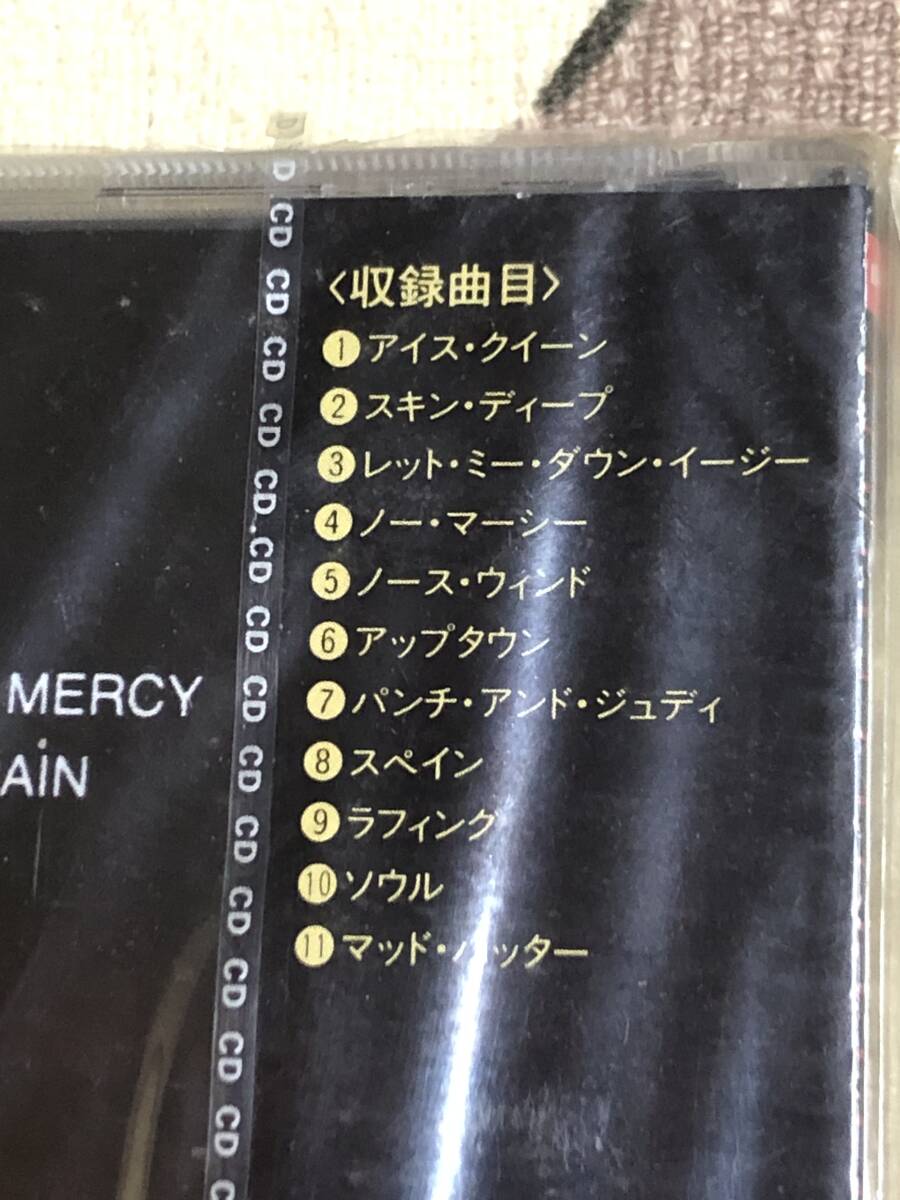 <収録曲目>
1 アイス・クイーン
2 スキン・ディープ
3 レット・ミー・ダウン・イージー
4 ノー・マーシー
5 ノース・ウィンド
6 アップタウン
7 パンチ・アンド・ジュディ
8 スペイン
9 ラフィング
10 ソウル
11 マッド・ハッター
MERCY
AIN
D CD CD CD CD CD CD CD CD CD CD CD CD CD CD C